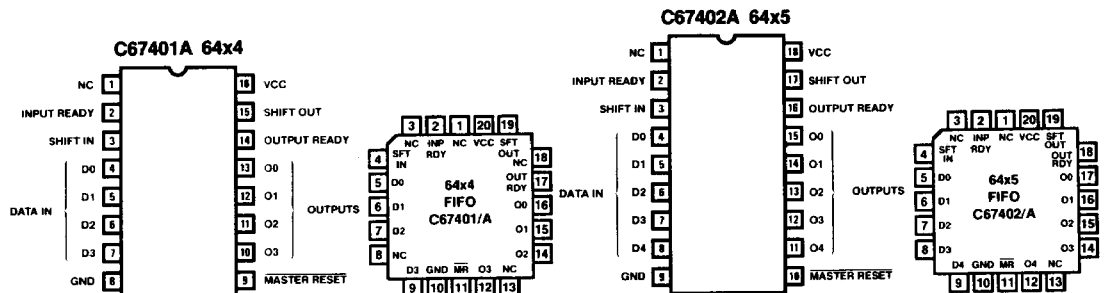 C67401A 64x4
NC 1 16 VCC
INPUT READY 2 15 SHIFT OUT
SHIFT IN 3 14 OUTPUT READY
D0 4 13 O0
D1 5 12 O1
DATA IN OUTPUTS
D2 6 11 O2
D3 7 10 O3
GND 8 9 MASTER RESET
3 2 1 20 19
NC INP NC VCC SFT
RDY OUT
4 SFT IN NC 18
5 D0 OUT RDY 17
6 D1 O0 16
7 D2 O1 15
8 NC O2 14
64x4
FIFO
C67401/A
D3 GND MR O3 NC
9 10 11 12 13
C67402A 64x5
NC 1 18 VCC
INPUT READY 2 17 SHIFT OUT
SHIFT IN 3 16 OUTPUT READY
D0 4 15 O0
D1 5 14 O1
DATA IN D2 6 13 O2 OUTPUTS
D3 7 12 O3
D4 8 11 O4
GND 9 10 MASTER RESET
3 2 1 20 19
NC INP NC VCC SFT
RDY OUT
4 SFT IN OUT RDY 18
5 D0 O0 17
6 D1 O1 16
7 D2 O2 15
8 D3 O3 14
64x5
FIFO
C67402/A
D4 GND MR O4 NC
9 10 11 12 13